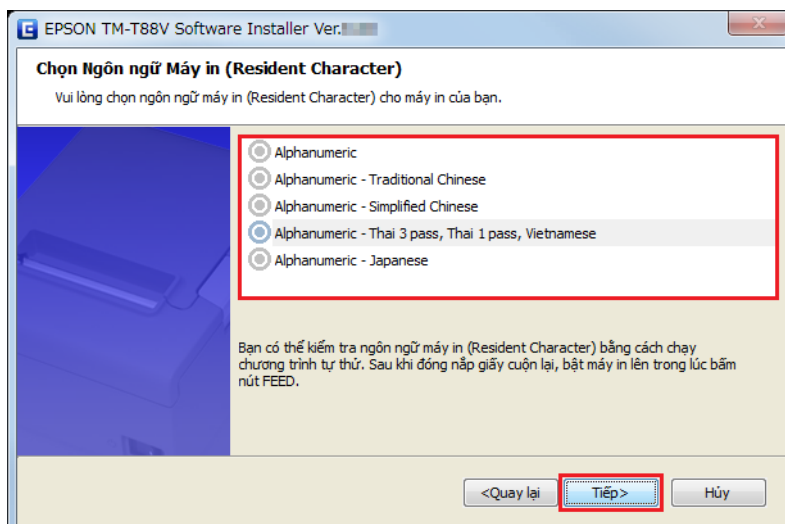 EPSON TM-T88V Software Installer Ver.
Chọn Ngôn ngữ Máy in (Resident Character)
Vui lòng chọn ngôn ngữ máy in (Resident Character) cho máy in của bạn.
Alphanumeric
Alphanumeric - Traditional Chinese
Alphanumeric - Simplified Chinese
Alphanumeric - Thai 3 pass, Thai 1 pass, Vietnamese
Alphanumeric - Japanese
Bạn có thể kiểm tra ngôn ngữ máy in (Resident Character) bằng cách chạy
chương trình tự thử. Sau khi đóng nắp giấy cuộn lại, bật máy in lên trong lúc bấm
nút FEED.
<Quay lại Tiếp> Hủy